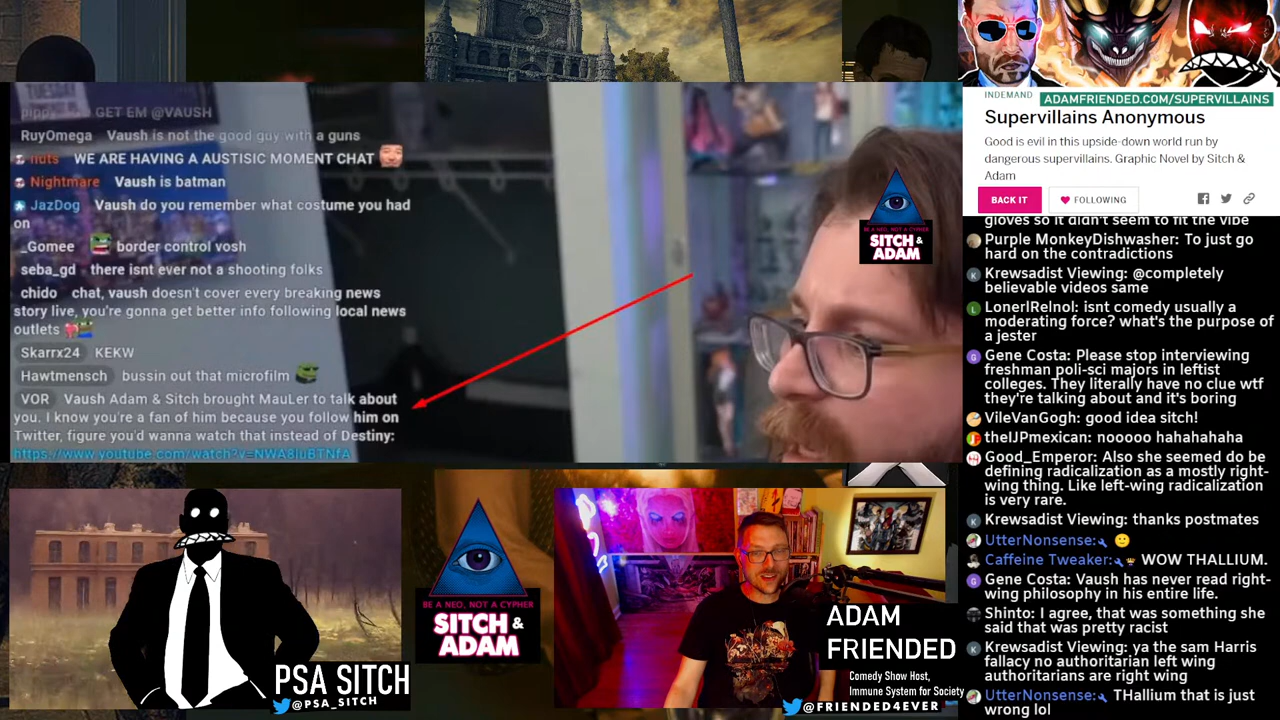 GET EM @VAUSH
RuyOmega Vaush is not the good guy with a guns
nuts WE ARE HAVING A AUSTISIC MOMENT CHAT
Nightmare Vaush is batman
JazDog Vaush do you remember what costume you had
on
_Gomee border control vosh
seba_gd there isnt ever not a shooting folks
chido chat, vaush doesn't cover every breaking news
story live, you're gonna get better info following local news
outlets
Skarrx24 KEKW
Hawtmensch bussin out that microfilm
VOR Vaush Adam & Sitch brought MauLer to talk about
you. I know you're a fan of him because you follow him on
Twitter, figure you'd wanna watch that instead of Destiny:
https://www.youtube.com/watch?v=NWA8juBTNfA
BE A NEO, NOT A CYPHER
SITCH &
ADAM
INDEMAND
ADAMFRIENDED.COM/SUPERVILLAINS
Supervillains Anonymous
Good is evil in this upside-down world run by
dangerous supervillains. Graphic Novel by Sitch &
Adam
BACK IT
FOLLOWING
gloves so it didn't seem to fit the vibe
Purple MonkeyDishwasher: To just go
hard on the contradictions
Krewsadist Viewing: @completely
believable videos same
LonerIRelnol: isnt comedy usually a
moderating force? what's the purpose of
a jester
Gene Costa: Please stop interviewing
freshman poli-sci majors in leftist
colleges. They literally have no clue wtf
they're talking about and it's boring
VileVanGogh: good idea sitch!
theIJPmexican: nooooo hahahahaha
Good_Emperor: Also she seemed do be
defining radicalization as a mostly right-
wing thing. Like left-wing radicalization
is very rare.
Krewsadist Viewing: thanks postmates
UtterNonsense:
Caffeine Tweaker: WOW THALLIUM.
Gene Costa: Vaush has never read right-
wing philosophy in his entire life.
Shinto: I agree, that was something she
said that was pretty racist
Krewsadist Viewing: ya the sam Harris
fallacy no authoritarian left wing
authoritarians are right wing
UtterNonsense: THallium that is just
wrong lol
PSA SITCH
@PSA_SITCH
BE A NEO, NOT A CYPHER
SITCH &
ADAM
ADAM
FRIENDED
Comedy Show Host,
Immune System for Society
@FRIENDED4EVER